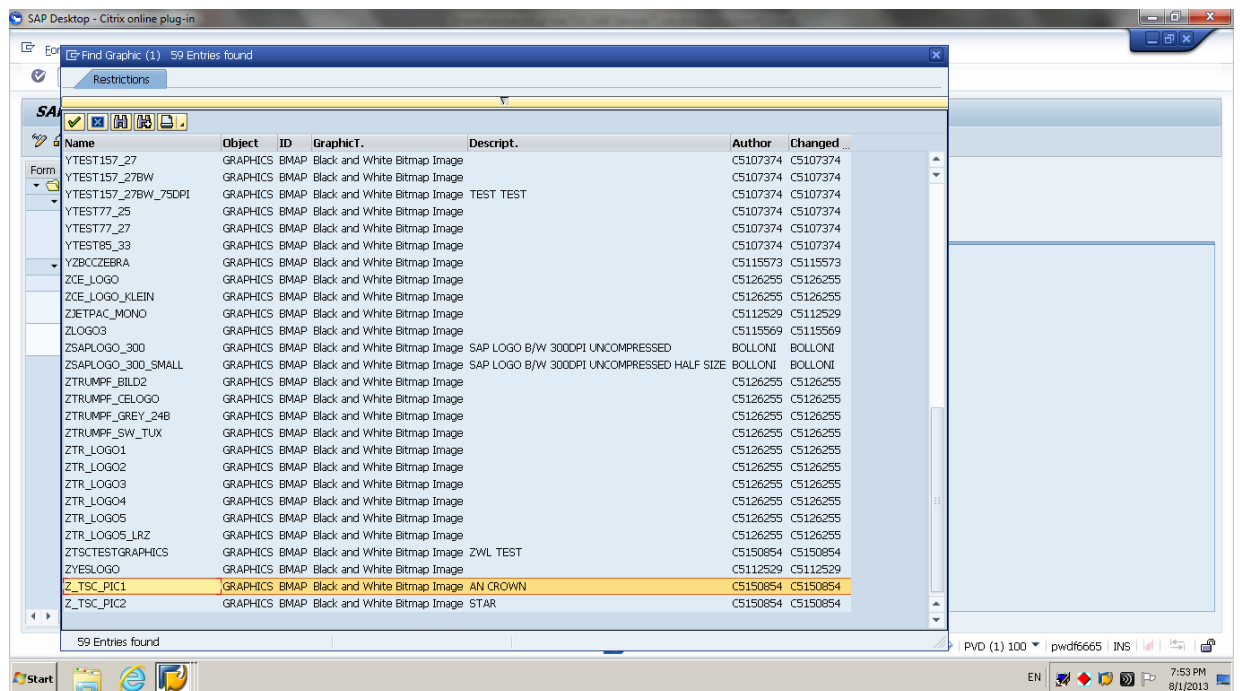 SAP Desktop - Citrix online plug-in
For
Find Graphic (1) 59 Entries found
Restrictions
SA
Form
Name Object ID GraphicT. Descript. Author Changed ...
YTEST157_27 GRAPHICS BMAP Black and White Bitmap Image C5107374 C5107374
YTEST157_27BW GRAPHICS BMAP Black and White Bitmap Image C5107374 C5107374
YTEST157_27BW_75DPI GRAPHICS BMAP Black and White Bitmap Image TEST TEST C5107374 C5107374
YTEST77_25 GRAPHICS BMAP Black and White Bitmap Image C5107374 C5107374
YTEST77_27 GRAPHICS BMAP Black and White Bitmap Image C5107374 C5107374
YTEST85_33 GRAPHICS BMAP Black and White Bitmap Image C5107374 C5107374
YZBCCZEBRA GRAPHICS BMAP Black and White Bitmap Image C5115573 C5115573
ZCE_LOGO GRAPHICS BMAP Black and White Bitmap Image C5126255 C5126255
ZCE_LOGO_KLEIN GRAPHICS BMAP Black and White Bitmap Image C5126255 C5126255
ZJETPAC_MONO GRAPHICS BMAP Black and White Bitmap Image C5112529 C5112529
ZLOGO3 GRAPHICS BMAP Black and White Bitmap Image C5115569 C5115569
ZSAPLOGO_300 GRAPHICS BMAP Black and White Bitmap Image SAP LOGO B/W 300DPI UNCOMPRESSED BOLLONI BOLLONI
ZSAPLOGO_300_SMALL GRAPHICS BMAP Black and White Bitmap Image SAP LOGO B/W 300DPI UNCOMPRESSED HALF SIZE BOLLONI BOLLONI
ZTRUMPF_BILD2 GRAPHICS BMAP Black and White Bitmap Image C5126255 C5126255
ZTRUMPF_CELOGO GRAPHICS BMAP Black and White Bitmap Image C5126255 C5126255
ZTRUMPF_GREY_24B GRAPHICS BMAP Black and White Bitmap Image C5126255 C5126255
ZTRUMPF_SW_TUX GRAPHICS BMAP Black and White Bitmap Image C5126255 C5126255
ZTR_LOGO1 GRAPHICS BMAP Black and White Bitmap Image C5126255 C5126255
ZTR_LOGO2 GRAPHICS BMAP Black and White Bitmap Image C5126255 C5126255
ZTR_LOGO3 GRAPHICS BMAP Black and White Bitmap Image C5126255 C5126255
ZTR_LOGO4 GRAPHICS BMAP Black and White Bitmap Image C5126255 C5126255
ZTR_LOGO5 GRAPHICS BMAP Black and White Bitmap Image C5126255 C5126255
ZTR_LOGO5_LRZ GRAPHICS BMAP Black and White Bitmap Image C5126255 C5126255
ZTSCTESTGRAPHICS GRAPHICS BMAP Black and White Bitmap Image ZWL TEST C5150854 C5150854
ZYESLOGO GRAPHICS BMAP Black and White Bitmap Image C5112529 C5112529
Z_TSC_PIC1 GRAPHICS BMAP Black and White Bitmap Image AN CROWN C5150854 C5150854
Z_TSC_PIC2 GRAPHICS BMAP Black and White Bitmap Image STAR C5150854 C5150854
59 Entries found
PVD (1) 100 pwdf6665 INS
Start EN 7:53 PM
8/1/2013